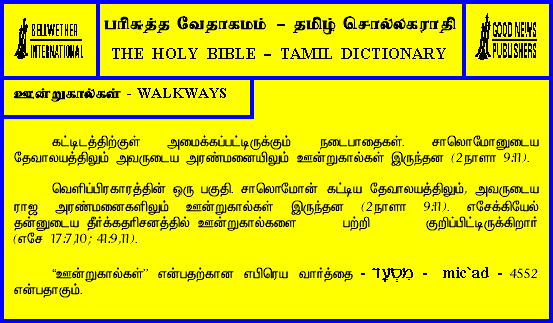 BELLWETHER
INTERNATIONAL
பரிசுத்த வேதாகமம் – தமிழ் சொல்லகராதி
THE HOLY BIBLE – TAMIL DICTIONARY
GOOD NEWS
PUBLISHERS
ஊன்றுகால்கள் - WALKWAYS
கட்டிடத்திற்குள் அமைக்கப்பட்டிருக்கும் நடைபாதைகள். சாலொமோனுடைய
தேவாலயத்திலும் அவருடைய அரண்மனையிலும் ஊன்றுகால்கள் இருந்தன (2நாளா 9:11).
வெளிப்பிரகாரத்தின் ஒரு பகுதி. சாலொமோன் கட்டிய தேவாலயத்திலும், அவருடைய
ராஜ அரண்மனைகளிலும் ஊன்றுகால்கள் இருந்தன (2நாளா 9:11). எசேக்கியேல்
தன்னுடைய தீர்க்கதரிசனத்தில் ஊன்றுகால்களை பற்றி குறிப்பிட்டிருக்கிறார்
(எசே 17:7,10; 41:9,11).
“ஊன்றுகால்கள்” என்பதற்கான எபிரெய வார்த்தை - מִסְעָד - mic`ad - 4552
என்பதாகும்.